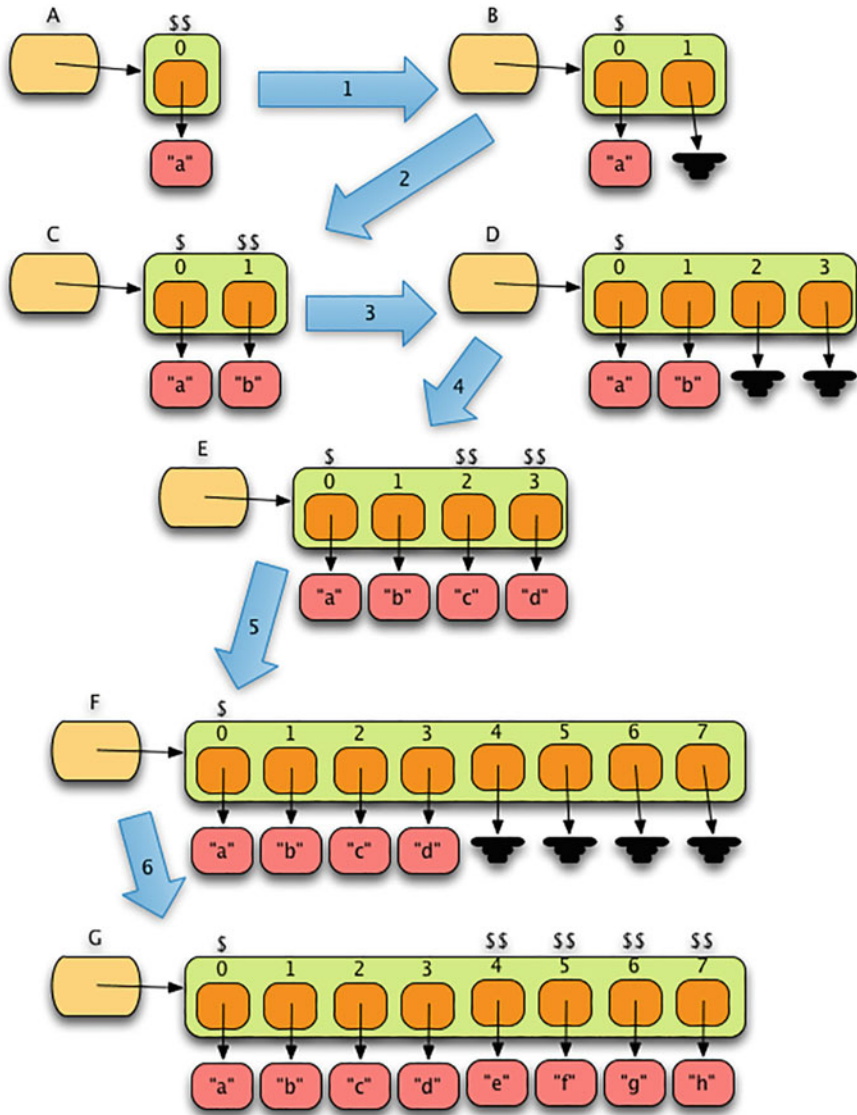 A
$$
0
"a"
1
B
$
0 1
"a"
2
C
$ $$
0 1
"a" "b"
3
D
$
0 1 2 3
"a" "b"
4
E
$ $$ $$
0 1 2 3
"a" "b" "c" "d"
5
F
$
0 1 2 3 4 5 6 7
"a" "b" "c" "d"
6
G
$ $$ $$ $$ $$
0 1 2 3 4 5 6 7
"a" "b" "c" "d" "e" "f" "g" "h"